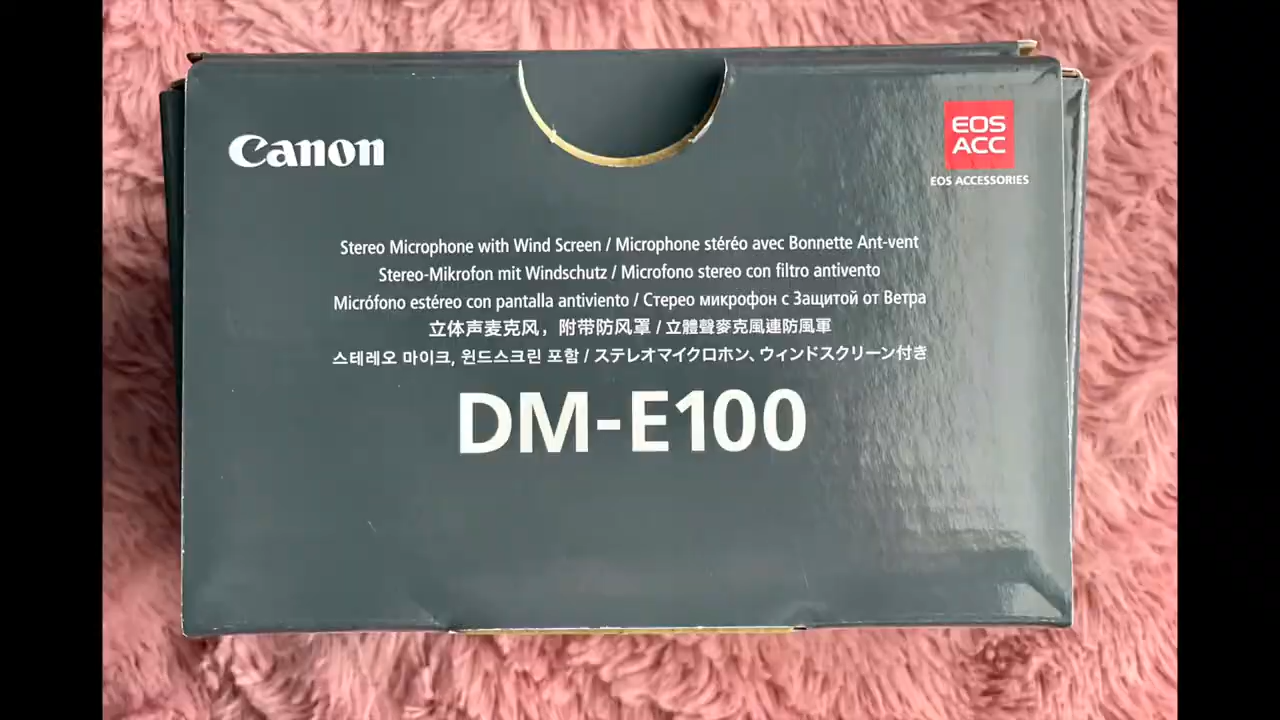 Canon
EOS
ACC
EOS ACCESSORIES
Stereo Microphone with Wind Screen / Microphone stéréo avec Bonnette Ant-vent
Stereo-Mikrofon mit Windschutz / Microfono stereo con filtro antivento
Micrófono estéreo con pantalla antiviento / Стерео микрофон с Защитой от Ветра
立体声麦克风，附带防风罩 / 立體聲麥克風連防風罩
스테레오 마이크, 윈드스크린 포함 / ステレオマイクロホン、ウィンドスクリーン付き
DM-E100